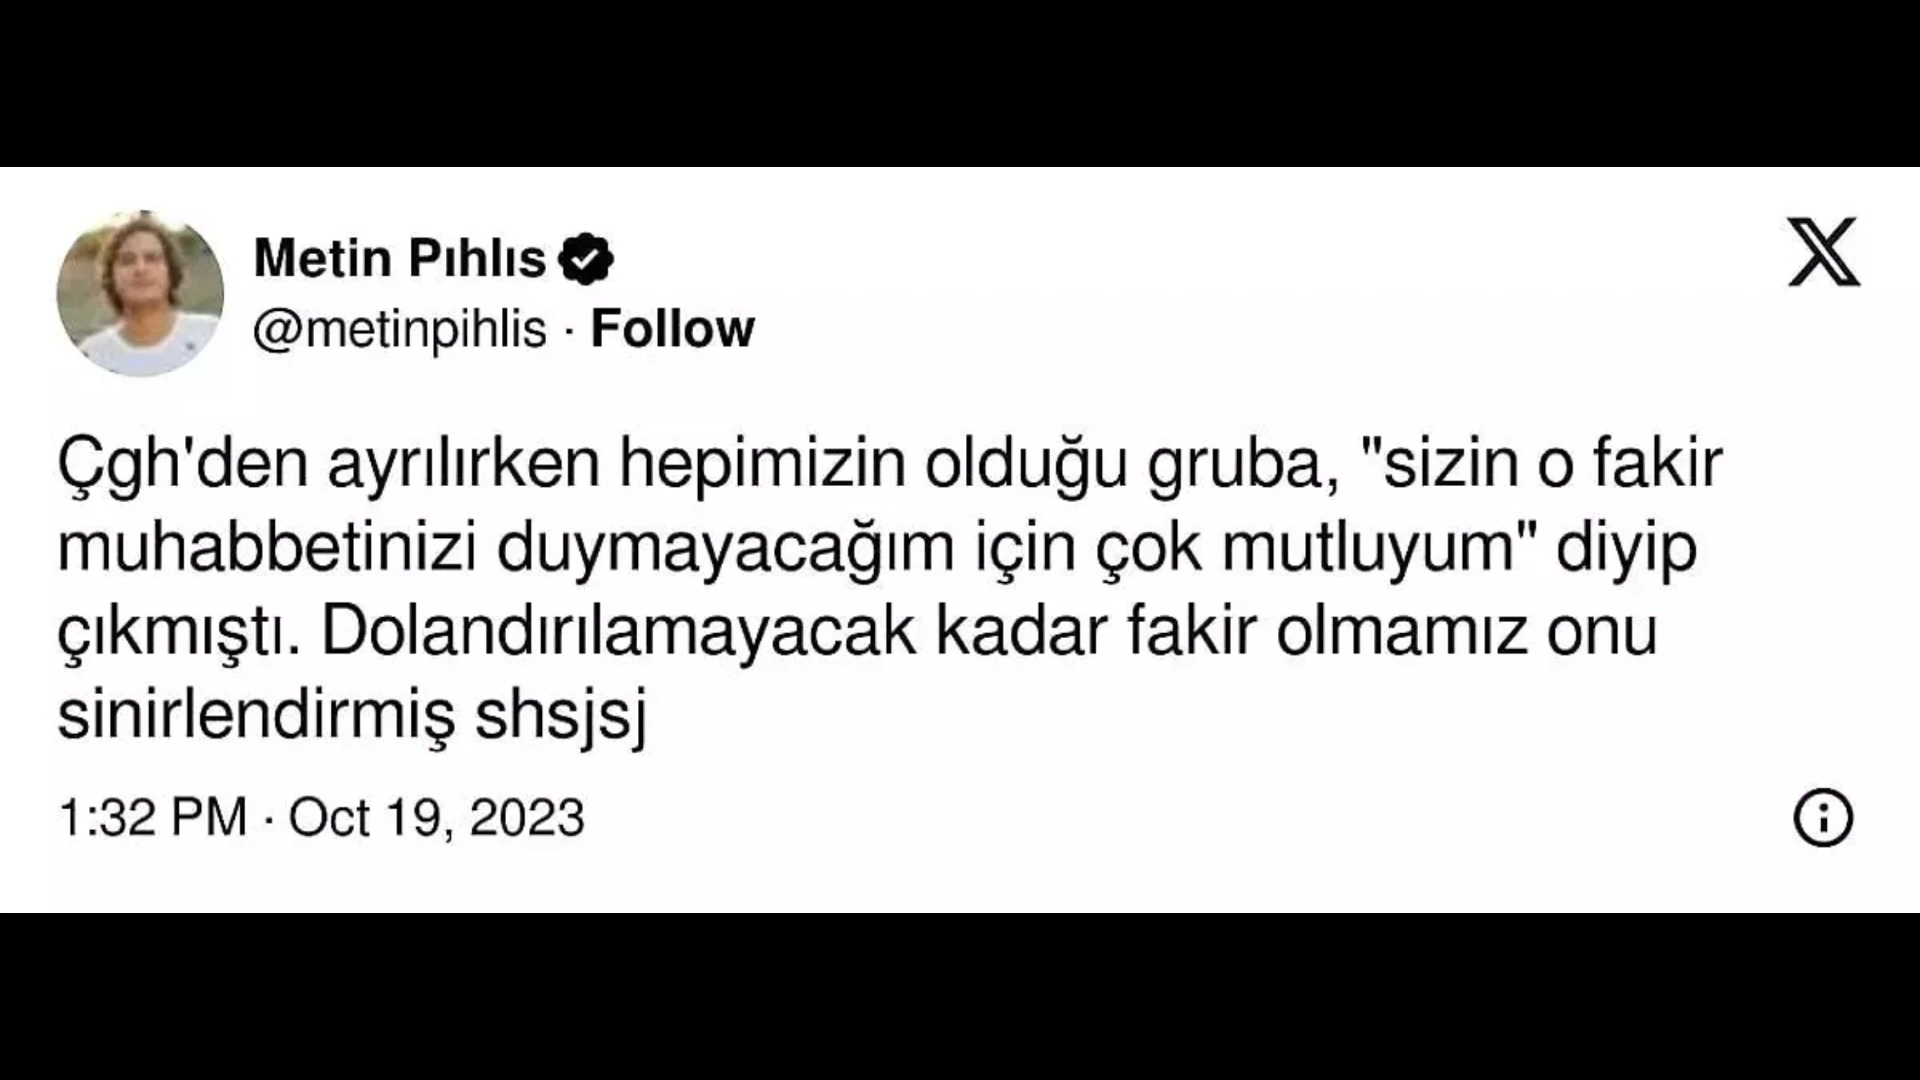 Metin Pıhlıs
@metinpihlis · Follow
Çgh'den ayrılırken hepimizin olduğu gruba, "sizin o fakir
muhabbetinizi duymayacağım için çok mutluyum" diyip
çıkmıştı. Dolandırılamayacak kadar fakir olmamız onu
sinirlendirmiş shsjsj
1:32 PM · Oct 19, 2023